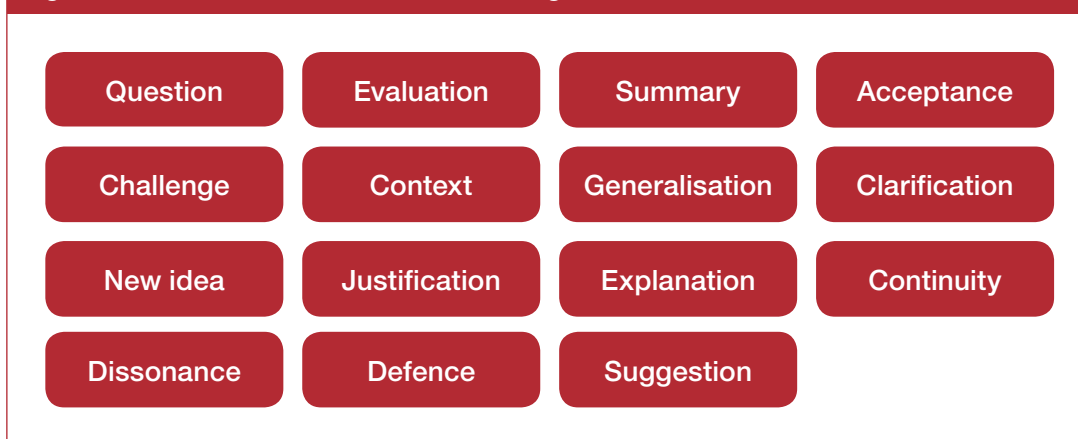 Question Evaluation Summary Acceptance
Challenge Context Generalisation Clarification
New idea Justification Explanation Continuity
Dissonance Defence Suggestion